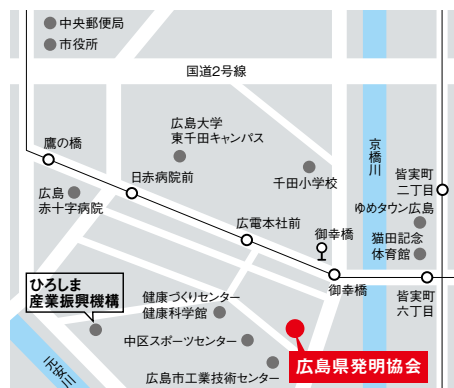 中央郵便局
市役所
国道2号線
鷹の橋
広島大学
東千田キャンパス
京橋川
日赤病院前
千田小学校
皆実町
二丁目
広島
赤十字病院
ゆめタウン広島
広電本社前
御幸橋
猫田記念
体育館
ひろしま
産業振興機構
御幸橋
皆実町
六丁目
健康づくりセンター
健康科学館
中区スポーツセンター
広島県発明協会
元安川
広島市工業技術センター